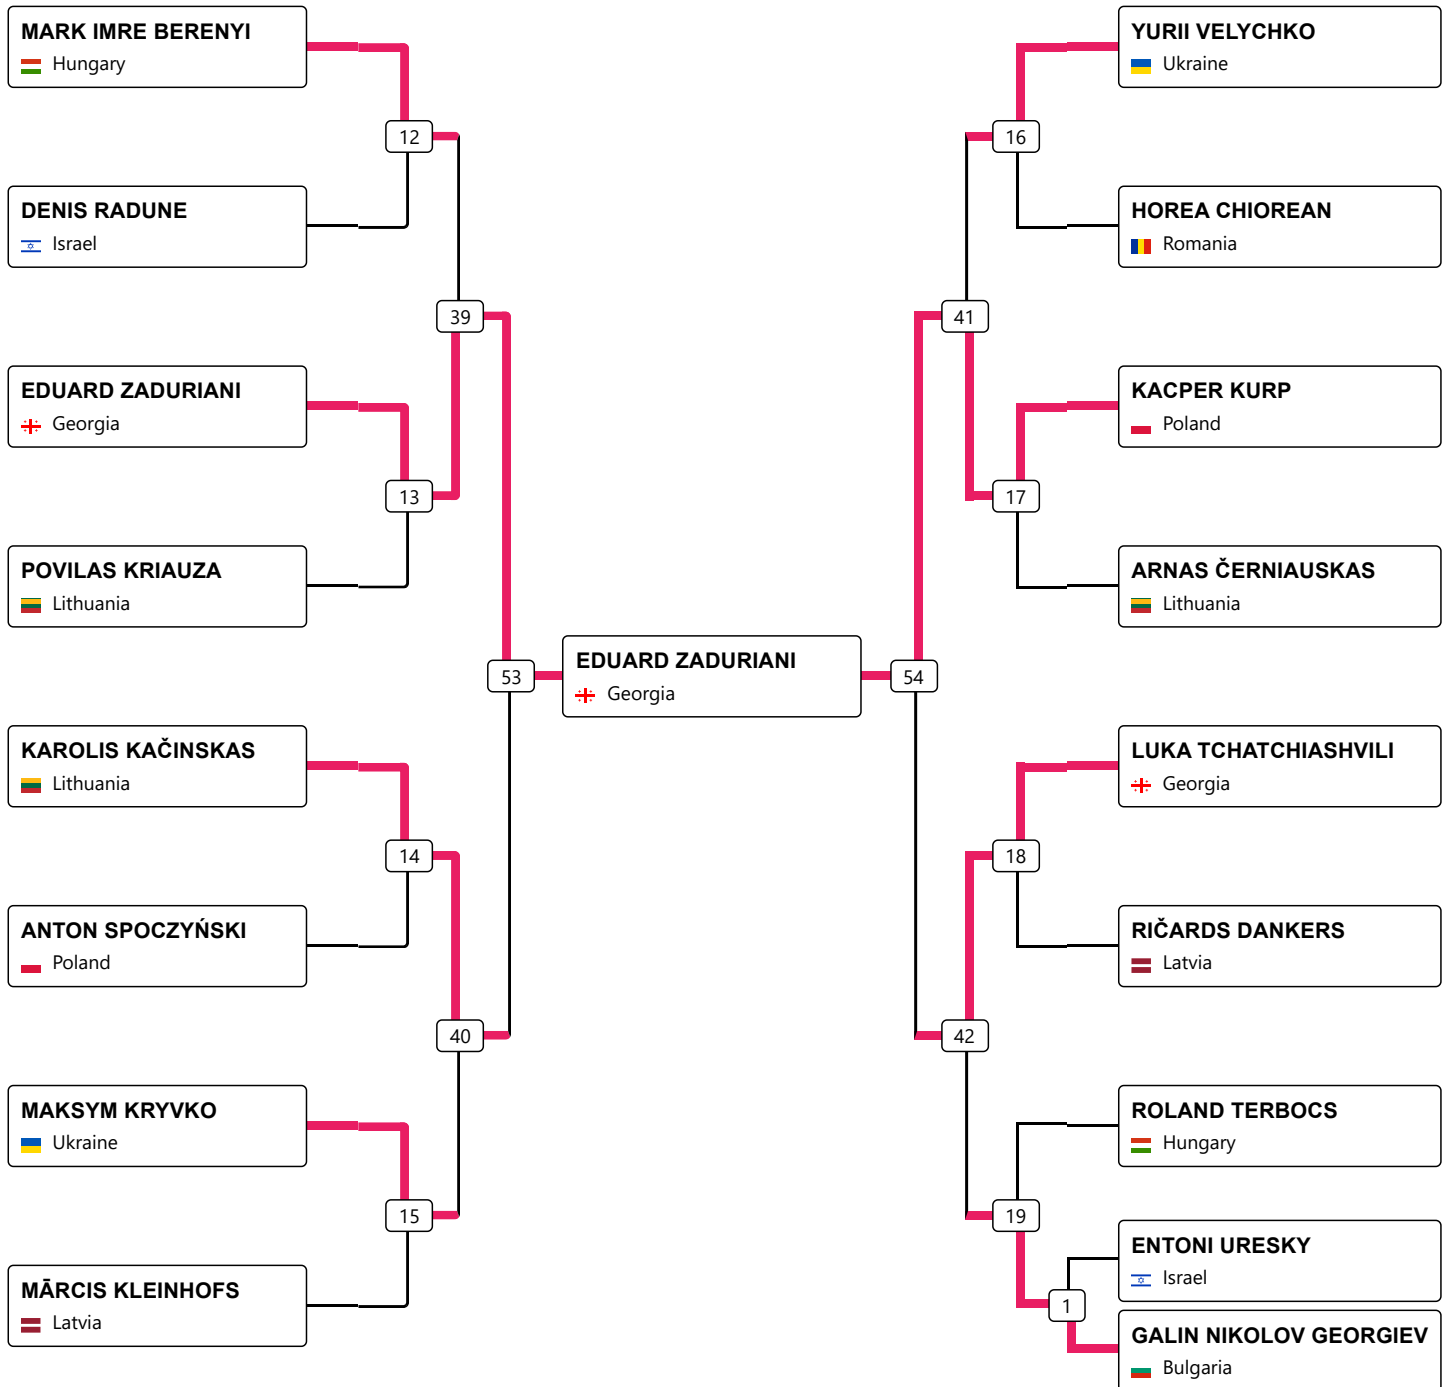 MARK IMRE BERENYI
Hungary
12
DENIS RADUNE
Israel
39
EDUARD ZADURIANI
Georgia
13
POVILAS KRIAUZA
Lithuania
53
KAROLIS KAČINSKAS
Lithuania
14
ANTON SPOCZYŃSKI
Poland
40
MAKSYM KRYVKO
Ukraine
15
MĀRCIS KLEINHOFS
Latvia
EDUARD ZADURIANI
Georgia
YURII VELYCHKO
Ukraine
16
HOREA CHIOREAN
Romania
41
KACPER KURP
Poland
17
ARNAS ČERNIAUSKAS
Lithuania
54
LUKA TCHATCHIASHVILI
Georgia
18
RIČARDS DANKERS
Latvia
42
ROLAND TERBOCS
Hungary
19
ENTONI URESKY
Israel
1
GALIN NIKOLOV GEORGIEV
Bulgaria